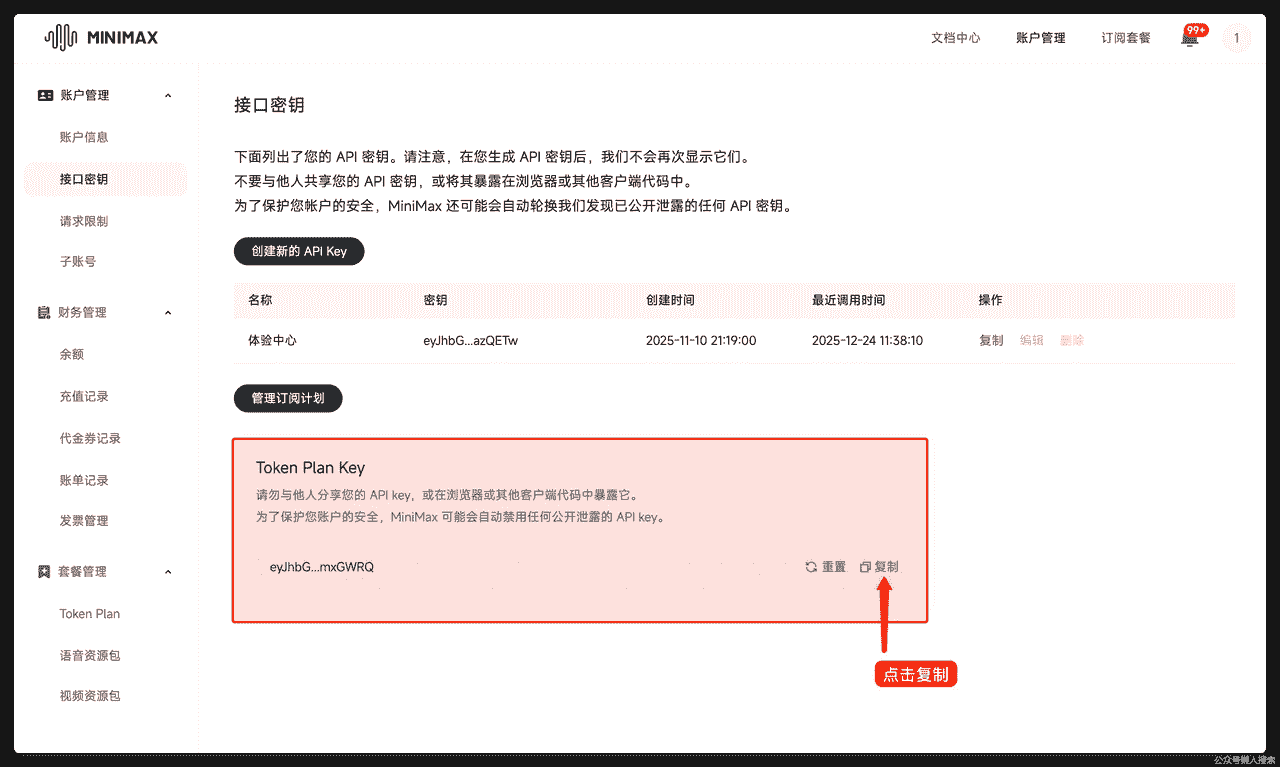 MINIMAX
文档中心 账户管理 订阅套餐 99+ 1
账户管理
账户信息
接口密钥
请求限制
子账号
财务管理
余额
充值记录
代金券记录
账单记录
发票管理
套餐管理
Token Plan
语音资源包
视频资源包
接口密钥
下面列出了您的 API 密钥。请注意，在您生成 API 密钥后，我们不会再次显示它们。
不要与他人共享您的 API 密钥，或将其暴露在浏览器或其他客户端代码中。
为了保护您帐户的安全，MiniMax 还可能会自动轮换我们发现已公开泄露的任何 API 密钥。
创建新的 API Key
名称 密钥 创建时间 最近调用时间 操作
体验中心 eyJhbG...azQETw 2025-11-10 21:19:00 2025-12-24 11:38:10 复制 编辑 删除
管理订阅计划
Token Plan Key
请勿与他人分享您的 API key，或在浏览器或其他客户端代码中暴露它。
为了保护您账户的安全，MiniMax 可能会自动禁用任何公开泄露的 API key。
eyJhbG...mxGWRQ 重置 复制
点击复制
公众号懒人搜索